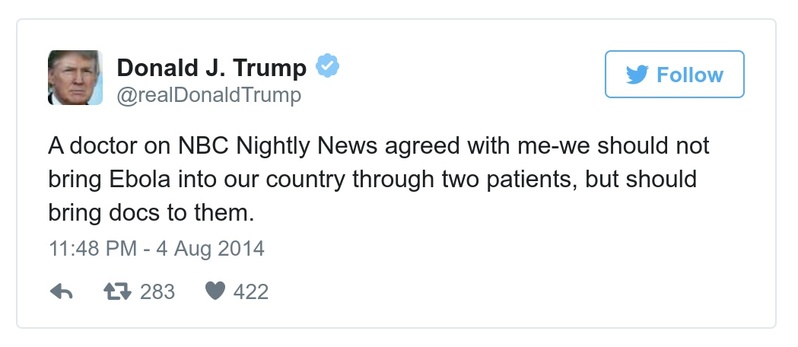 Donald J. Trump
@realDonaldTrump
Follow
A doctor on NBC Nightly News agreed with me-we should not
bring Ebola into our country through two patients, but should
bring docs to them.
11:48 PM - 4 Aug 2014
283 422